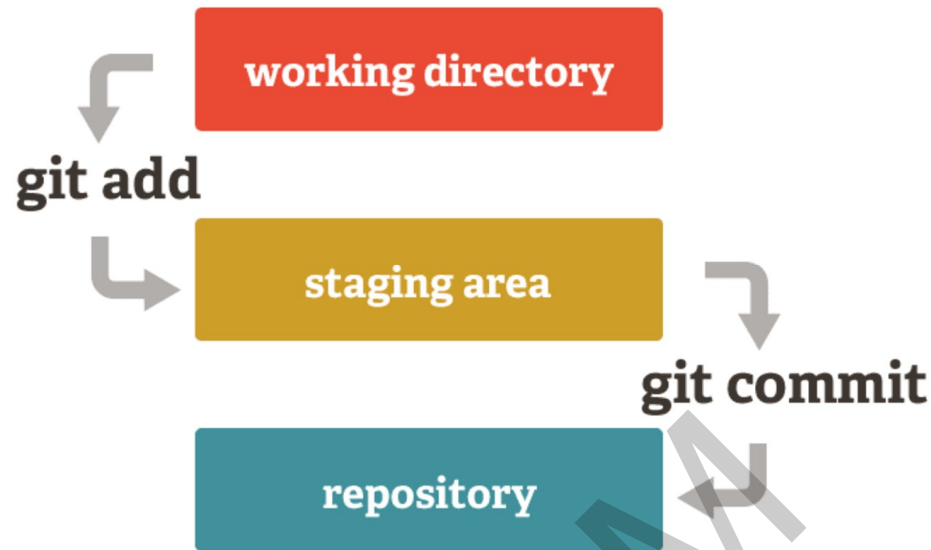 working directory
git add
staging area
git commit
repository
M